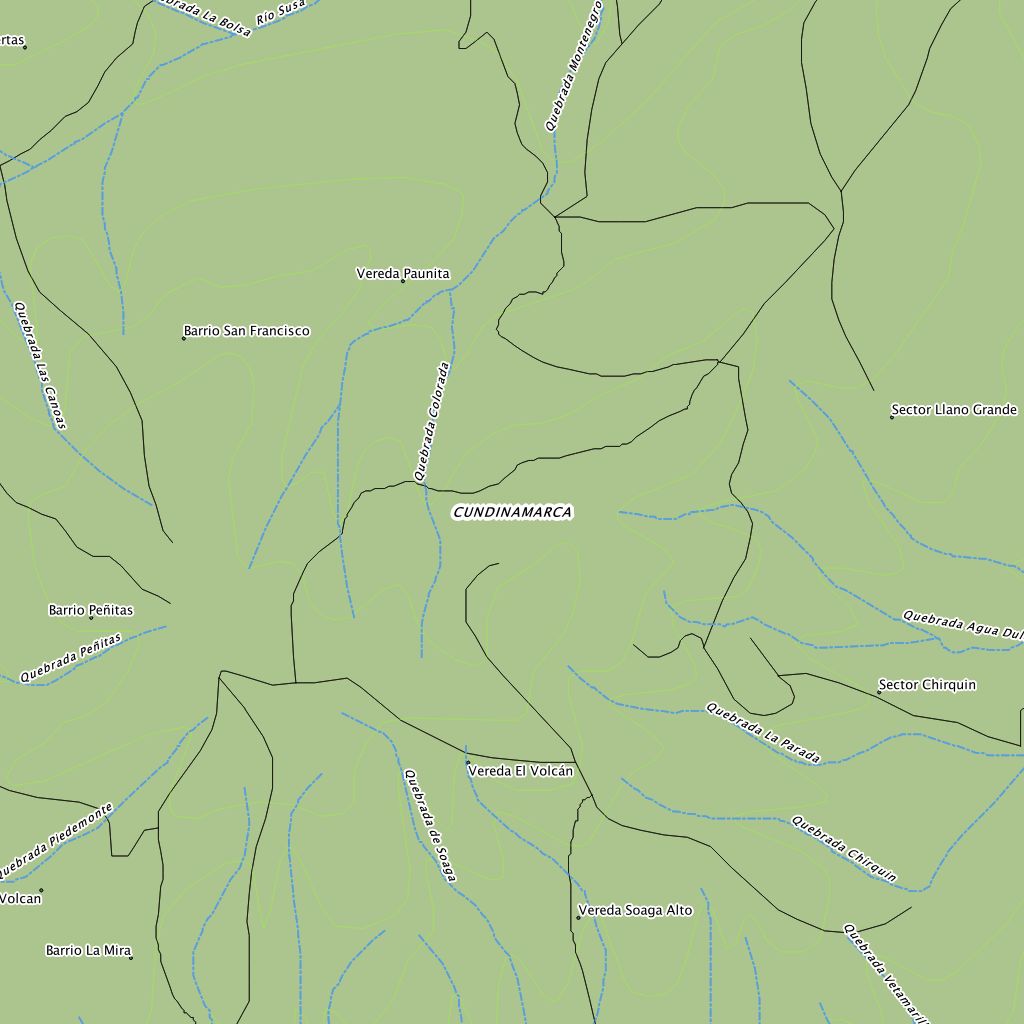 Quebrada La Bolsa
Río Susa
Quebrada Montenegro
Vereda Paunita
Barrio San Francisco
Quebrada Las Canoas
Quebrada Colorada
Sector Llano Grande
CUNDINAMARCA
Barrio Peñitas
Quebrada Agua Dul
Quebrada Peñitas
Sector Chirquin
Quebrada La Parada
Vereda El Volcán
Quebrada de Soaga
Quebrada Piedemonte
Quebrada Chirquin
Volcan
Vereda Soaga Alto
Barrio La Mira
Quebrada Vetamarill